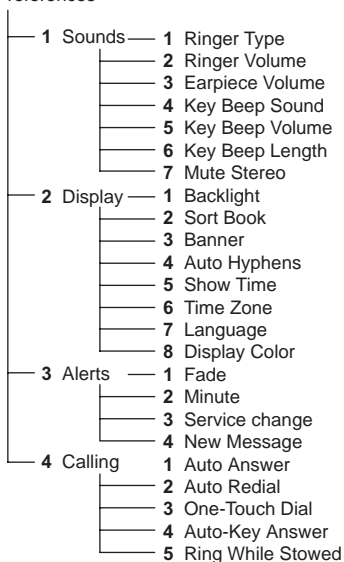 1 Sounds 1 Ringer Type
2 Ringer Volume
3 Earpiece Volume
4 Key Beep Sound
5 Key Beep Volume
6 Key Beep Length
7 Mute Stereo
2 Display 1 Backlight
2 Sort Book
3 Banner
4 Auto Hyphens
5 Show Time
6 Time Zone
7 Language
8 Display Color
3 Alerts 1 Fade
2 Minute
3 Service change
4 New Message
4 Calling 1 Auto Answer
2 Auto Redial
3 One-Touch Dial
4 Auto-Key Answer
5 Ring While Stowed